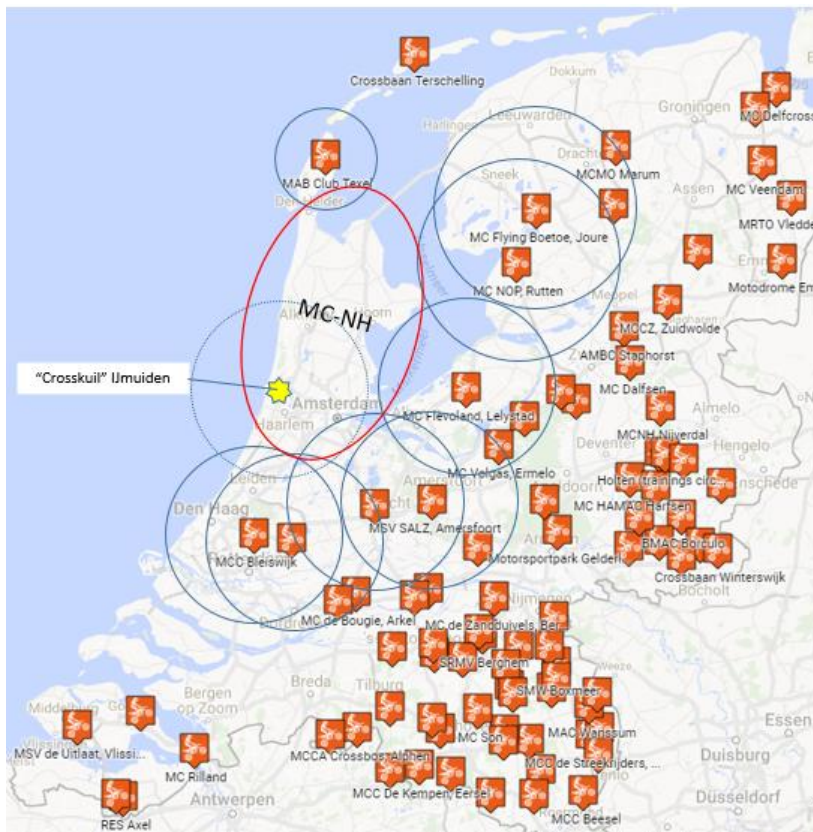 Crossbaan Terschelling
Dokkum
Groningen
MC Delfcross
Leeuwarden
Harlingen
MAB Club Texel
Den Helder
Sneek
Drachten
MCMO Marum
Assen
MC Veendam
MRTO Vledder
MC Flying Boetoe, Joure
MC NOP, Rutten
Motodrome Em
Meppel
MC-NH
MCCZ, Zuidwolde
AMBC Staphorst
"Crosskuil" IJmuiden
MC Dalfsen
Amsterdam
MC Flevoland, Lelystad
Almelo
Haarlem
MCNH Nijverdal
Deventer
Hengelo
MC Velgas, Ermelo
Leiden
Amersfoort
Holten (trainings circ...
Enschede
Den Haag
MC HAMAC Harfsen
MSV SALZ, Amersfoort
BMAC Borculo
MCC Bleiswijk
Motorsportpark Gelderl
Crossbaan Winterswijk
Bocholt
MC de Bougie, Arkel
Nijmegen
MC de Zandduivels, Ber...
SRMV Berghem
Weeze
Breda
Tilburg
SMW Boxmeer
Middelburg
Bergen
op Zoom
Essen
MSV de Uitlaat, Vlissi...
MC Son
MAC Wanssum
MCCA Crossbos, Alphen
MCC de Streekrijders, ...
Duisburg
MC Rilland
MCC De Kempen, Eersel
Antwerpen
RES Axel
Roermond
MCC Beesel
Düsseldorf